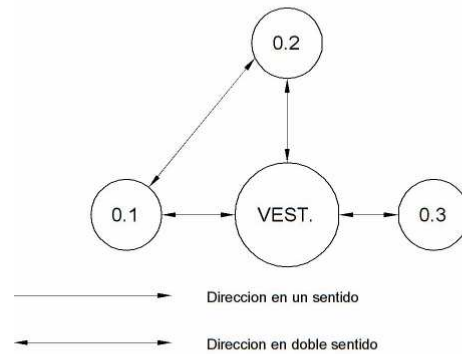 0.2
0.1
VEST.
0.3
Direccion en un sentido
Direccion en doble sentido